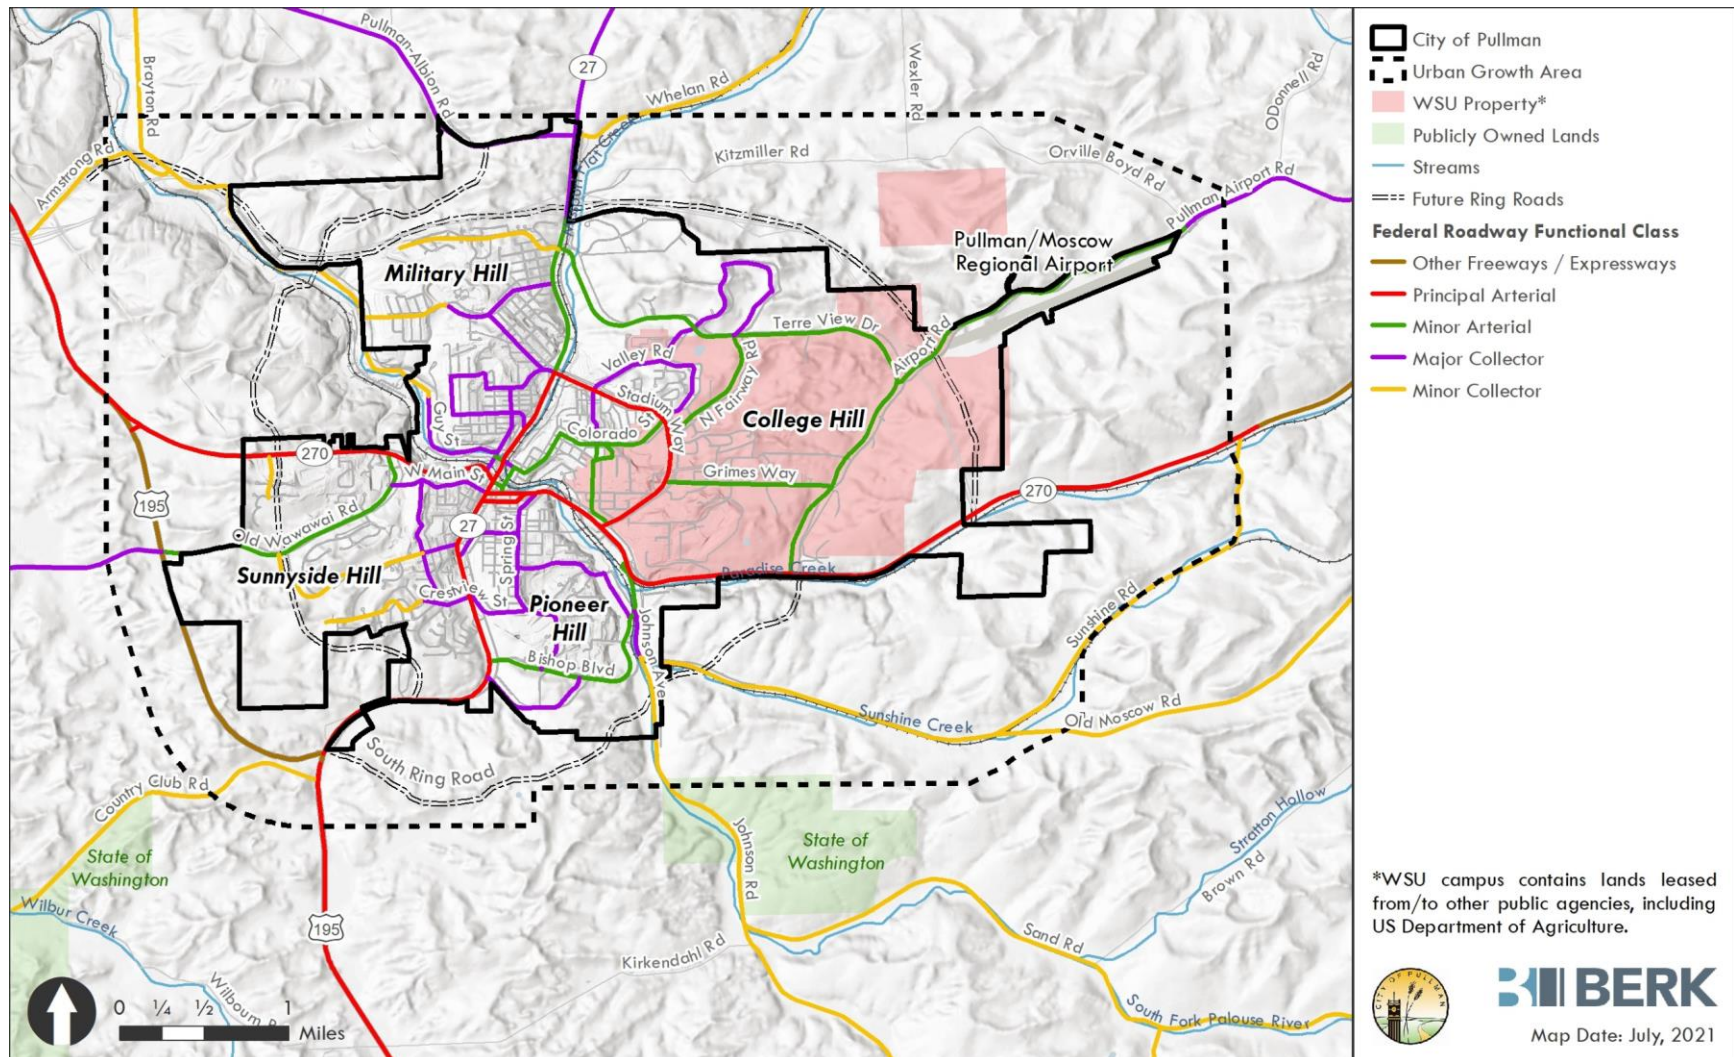 Pullman-Albion Rd
27
Brayton Rd
Whelan Rd
Wexler Rd
ODonnell Rd
Armstrong Rd
Kitzmiller Rd
Orville Boyd Rd
Pullman Airport Rd
Military Hill
Pullman/Moscow
Regional Airport
Terre View Dr
Airport Rd
Valley Rd
N Fairway Rd
Stadium Way
Guy St
Colorado St
College Hill
270
N Main St
Grimes Way
195
270
Old Wawawai Rd
27
Spring St
Sunnyside Hill
Paradise Creek
Crestview St
Pioneer
Hill
Johnson Ave
Sunshine Rd
Bishop Blvd
Sunshine Creek
Old Moscow Rd
South Ring Road
Country Club Rd
State of
Washington
State of
Washington
Johnson Rd
Stratton Hollow
Brown Rd
Wilbur Creek
195
Kirkendahl Rd
Sand Rd
South Fork Palouse River
0 ¼ ½ 1
Miles
City of Pullman
Urban Growth Area
WSU Property*
Publicly Owned Lands
Streams
Future Ring Roads
Federal Roadway Functional Class
Other Freeways / Expressways
Principal Arterial
Minor Arterial
Major Collector
Minor Collector
*WSU campus contains lands leased
from/to other public agencies, including
US Department of Agriculture.
CITY OF PULLMAN
BERK
Map Date: July, 2021